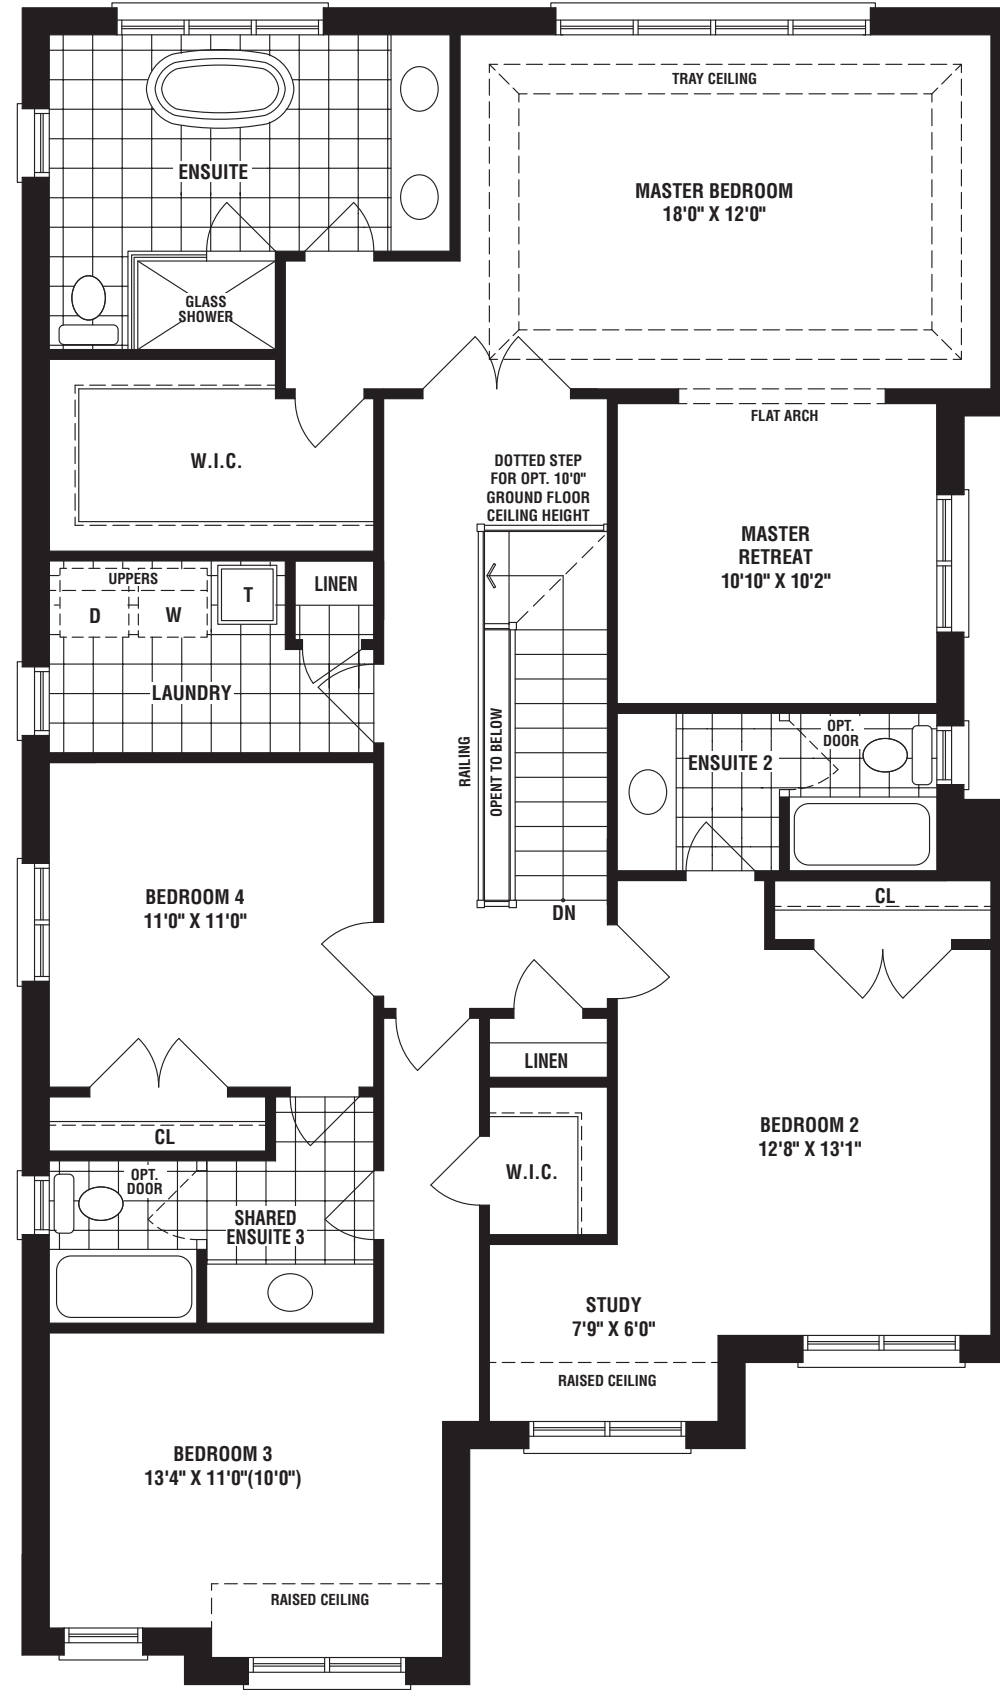 TRAY CEILING
ENSUITE
MASTER BEDROOM
18'0" X 12'0"
GLASS
SHOWER
FLAT ARCH
W.I.C.
DOTTED STEP
FOR OPT. 10'0"
GROUND FLOOR
CEILING HEIGHT
MASTER
RETREAT
10'10" X 10'2"
UPPERS
D
W
T
LINEN
LAUNDRY
RAILING
OPENT TO BELOW
ENSUITE 2
OPT.
DOOR
BEDROOM 4
11'0" X 11'0"
DN
CL
LINEN
CL
BEDROOM 2
12'8" X 13'1"
W.I.C.
OPT.
DOOR
SHARED
ENSUITE 3
STUDY
7'9" X 6'0"
RAISED CEILING
BEDROOM 3
13'4" X 11'0"(10'0")
RAISED CEILING